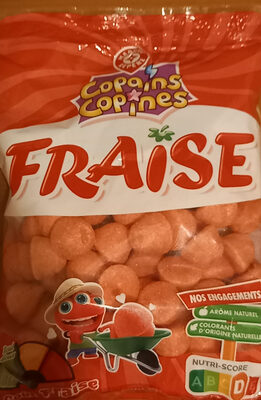 Copains
Copines
FRAISE
NOS ENGAGEMENTS
ARÔME NATUREL
COLORANTS
D'ORIGINE NATURELLE
NUTRI-SCORE
A B C D